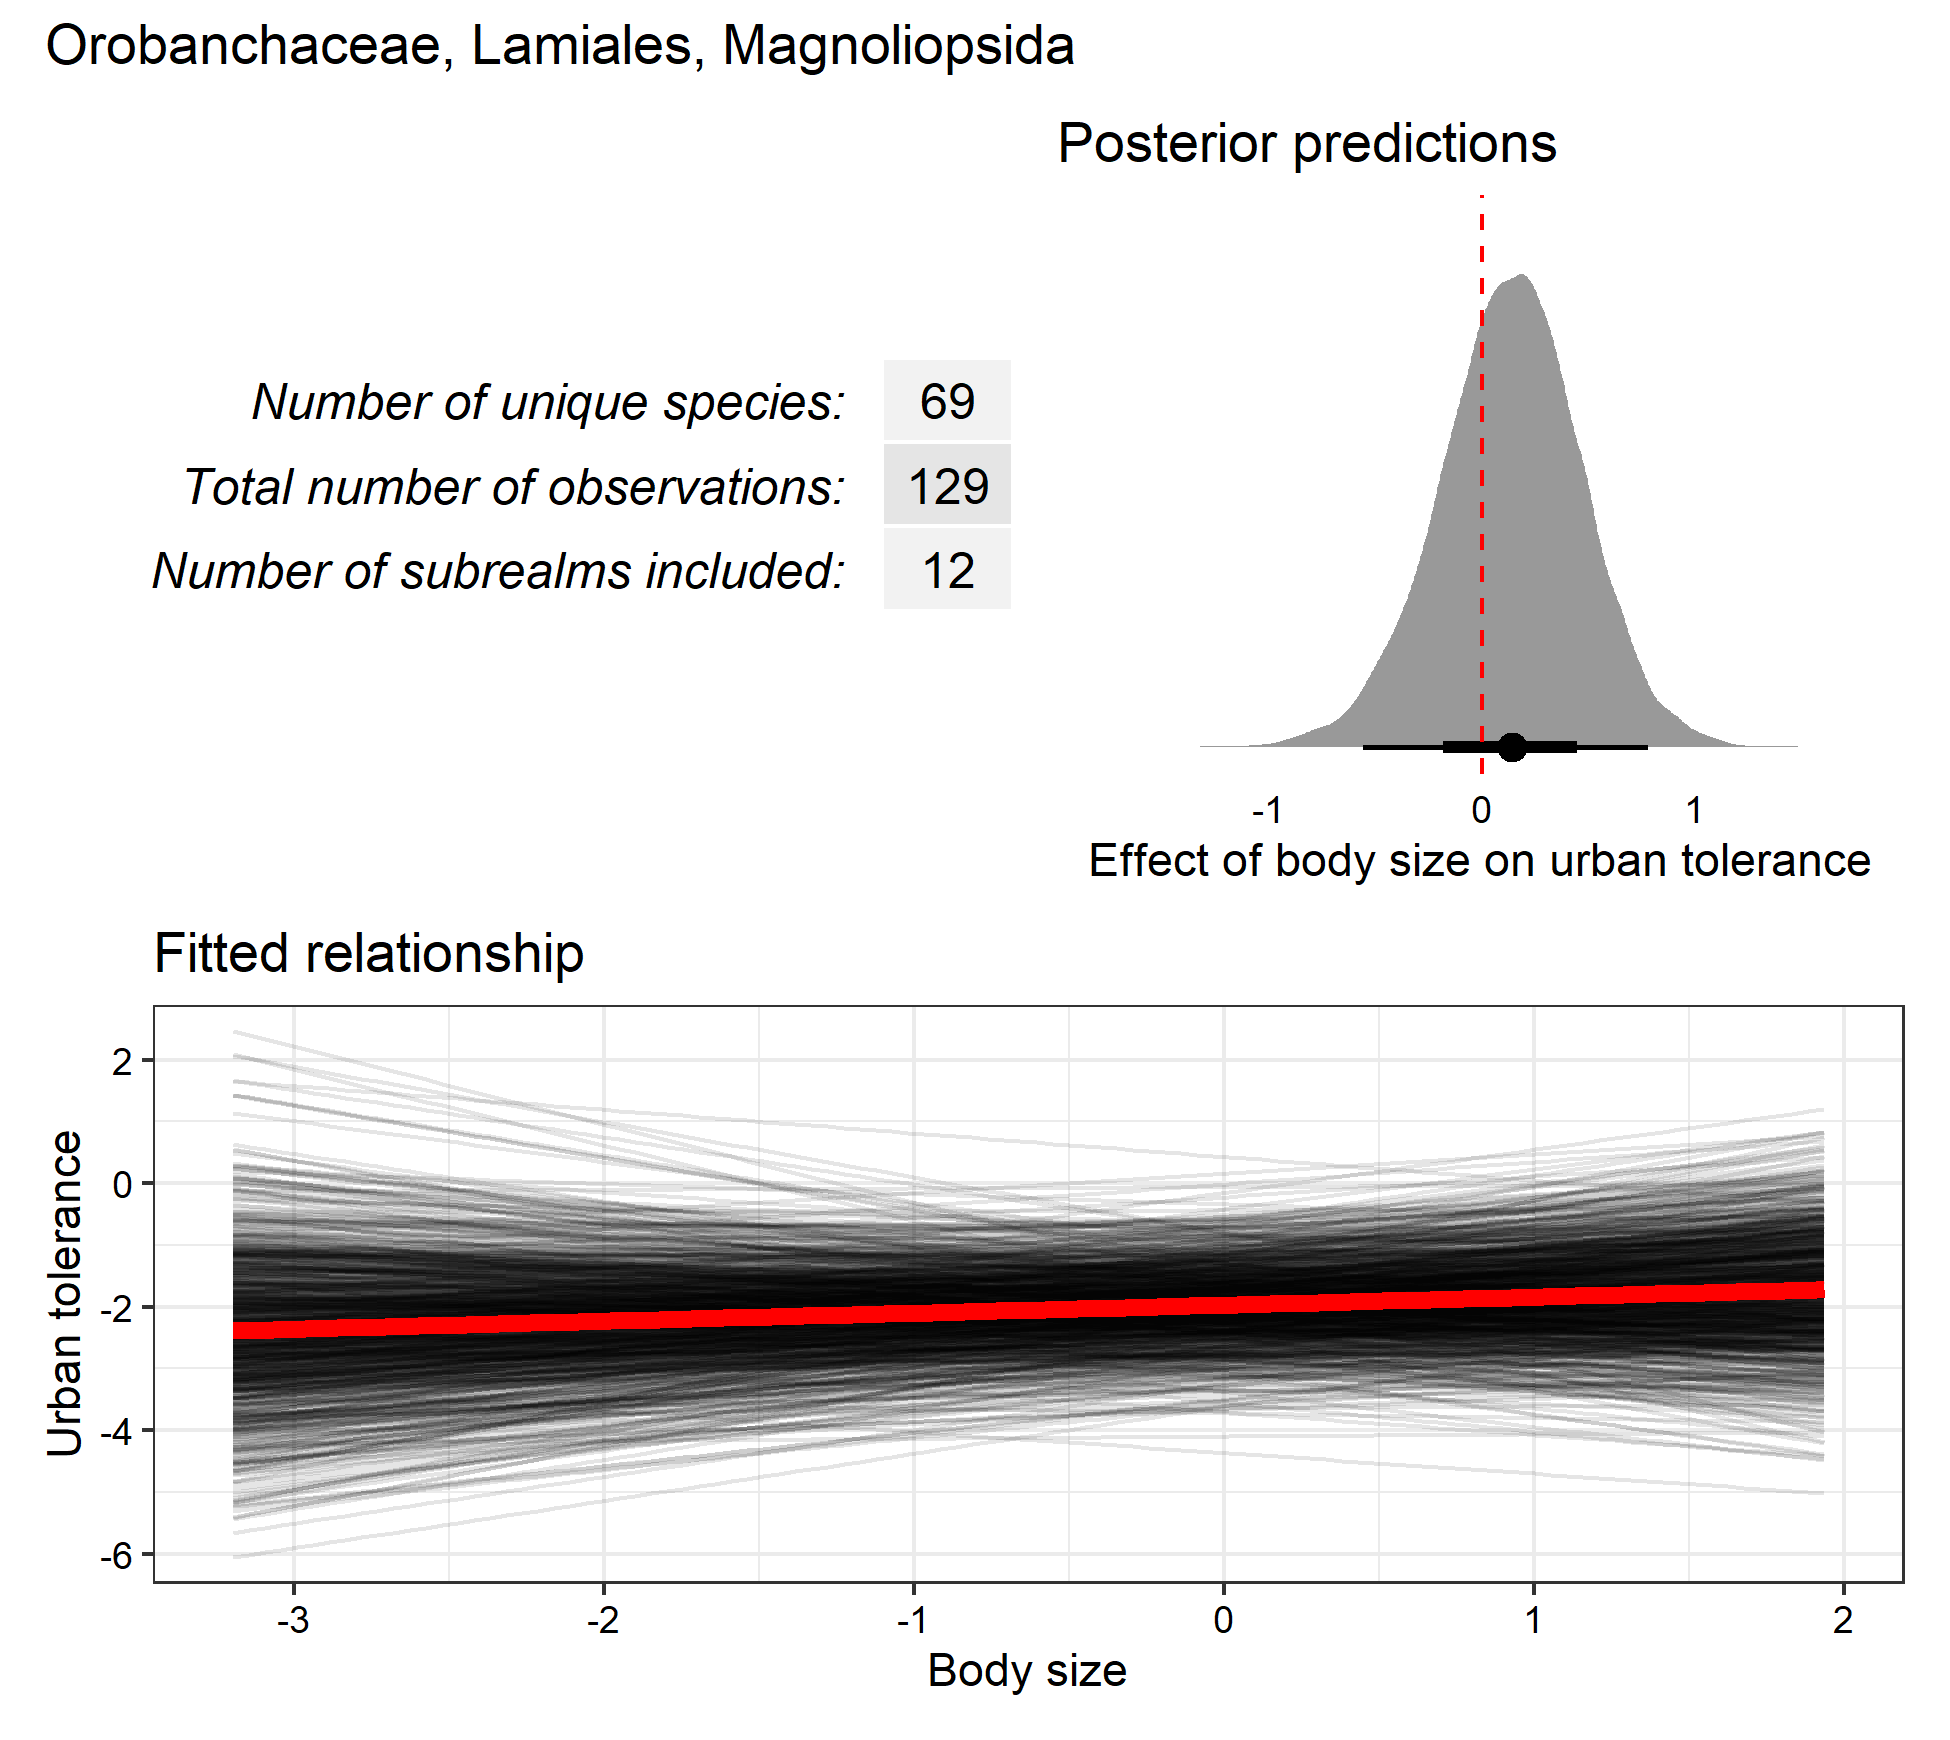 Orobanchaceae, Lamiales, Magnoliopsida
Posterior predictions
Number of unique species: 69
Total number of observations: 129
Number of subrealms included: 12
-1 0 1
Effect of body size on urban tolerance
Fitted relationship
Urban tolerance
2
0
-2
-4
-6
-3 -2 -1 0 1 2
Body size